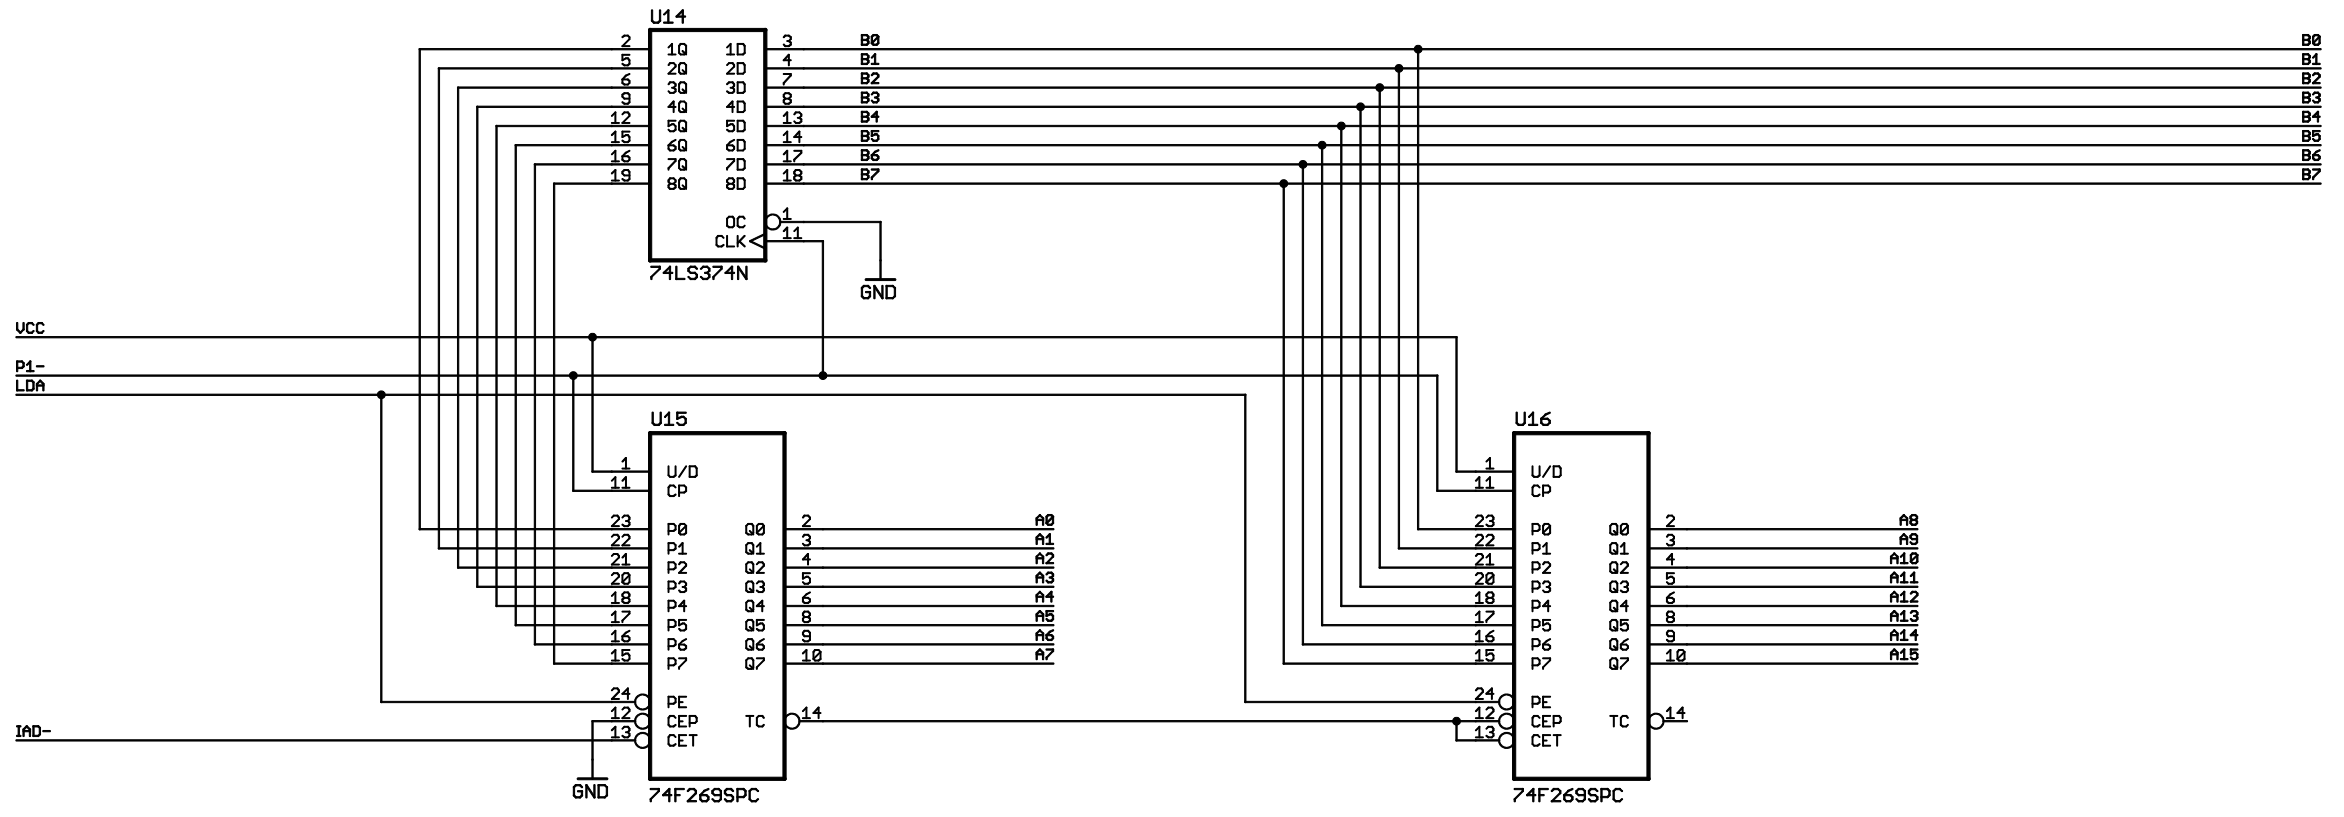 U14
2 1Q 1D 3 B0 B0
5 2Q 2D 4 B1 B1
6 3Q 3D 7 B2 B2
9 4Q 4D 8 B3 B3
12 5Q 5D 13 B4 B4
15 6Q 6D 14 B5 B5
16 7Q 7D 17 B6 B6
19 8Q 8D 18 B7 B7
OC 1
CLK 11
74LS374N
GND
VCC
P1-
LDA
U15 U16
1 U/D 1 U/D
11 CP 11 CP
23 P0 Q0 2 A0 23 P0 Q0 2 A8
22 P1 Q1 3 A1 22 P1 Q1 3 A9
21 P2 Q2 4 A2 21 P2 Q2 4 A10
20 P3 Q3 5 A3 20 P3 Q3 5 A11
18 P4 Q4 6 A4 18 P4 Q4 6 A12
17 P5 Q5 8 A5 17 P5 Q5 8 A13
16 P6 Q6 9 A6 16 P6 Q6 9 A14
15 P7 Q7 10 A7 15 P7 Q7 10 A15
24 PE 24 PE
12 CEP TC 14 12 CEP TC 14
IAD- 13 CET 13 CET
GND
74F269SPC 74F269SPC